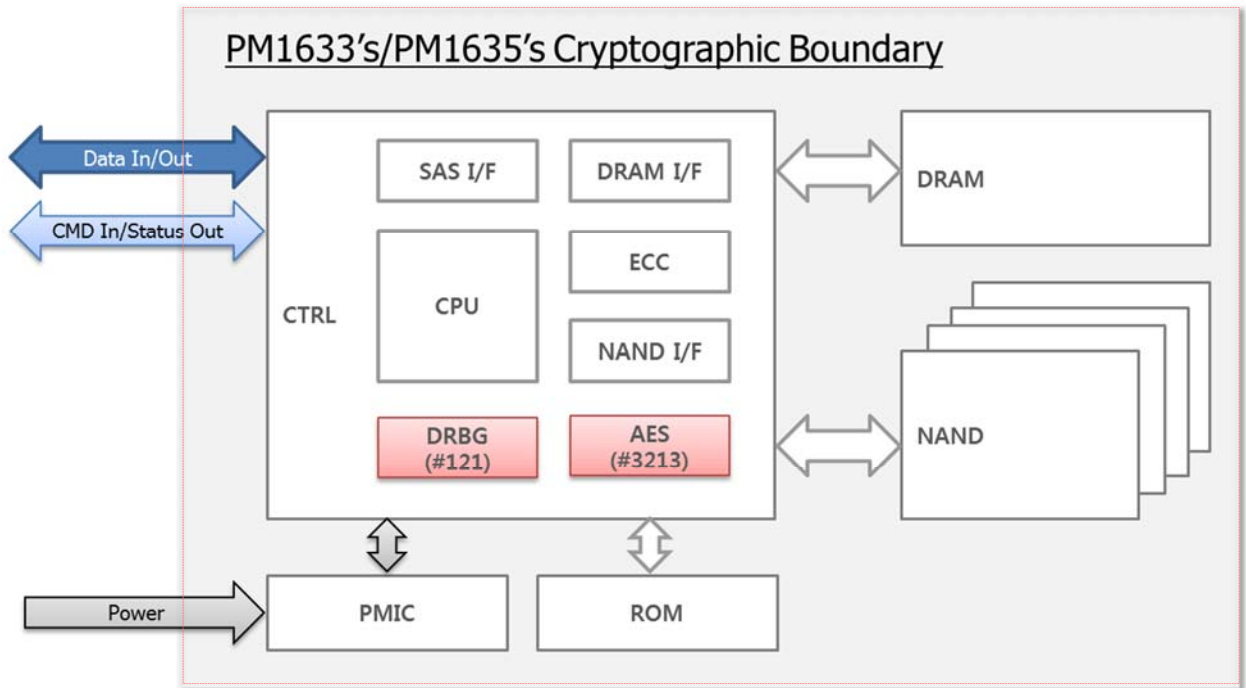 PM1633's/PM1635's Cryptographic Boundary
Data In/Out
CMD In/Status Out
CTRL
SAS I/F
DRAM I/F
CPU
ECC
NAND I/F
DRBG
(#121)
AES
(#3213)
DRAM
NAND
Power
PMIC
ROM